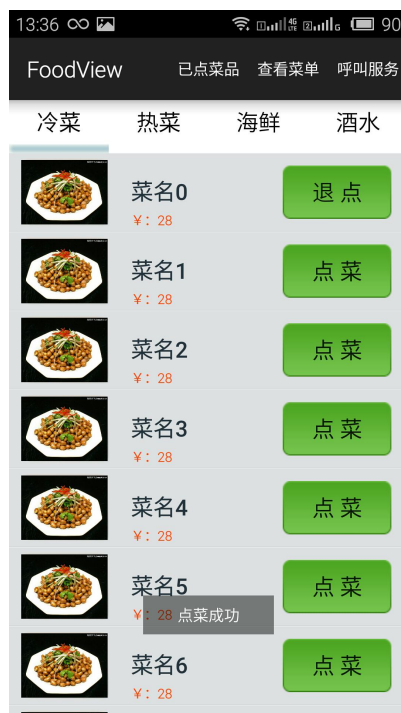 13:36 4G LTE G 90
FoodView 已点菜品 查看菜单 呼叫服务
冷菜 热菜 海鲜 酒水
菜名0
￥：28
退 点
菜名1
￥：28
点 菜
菜名2
￥：28
点 菜
菜名3
￥：28
点 菜
菜名4
￥：28
点 菜
菜名5
￥：28
点 菜
点菜成功
菜名6
￥：28
点 菜